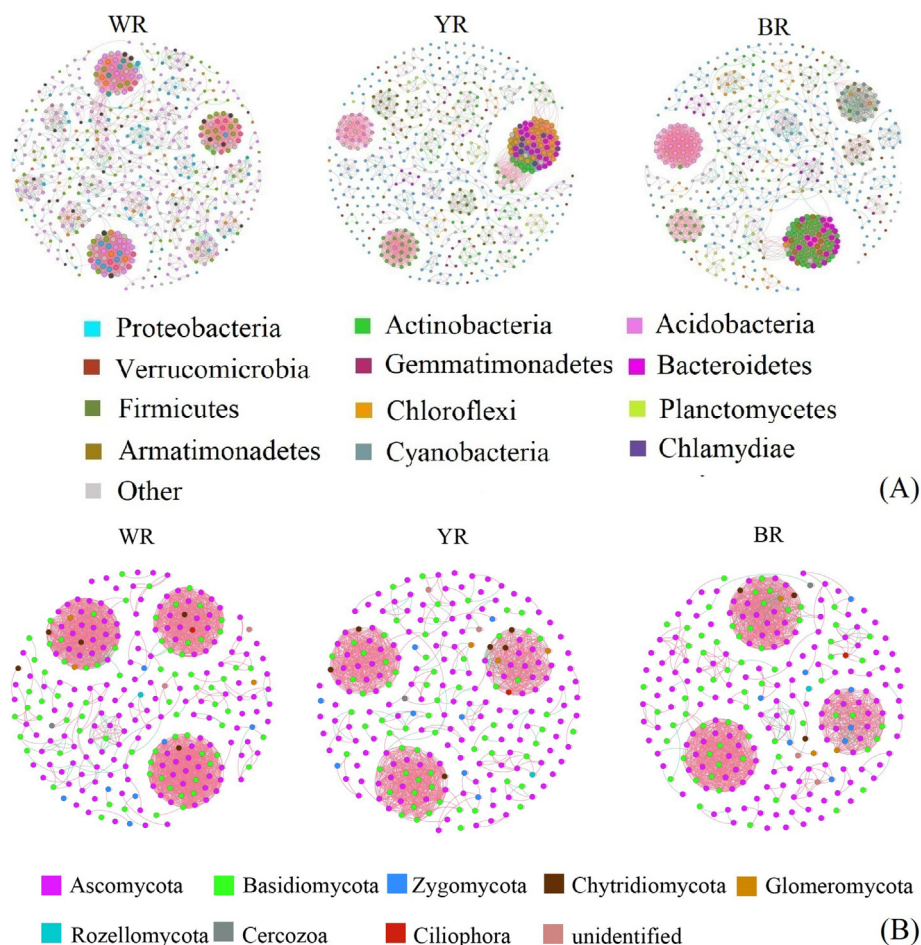 WR YR BR
Proteobacteria Actinobacteria Acidobacteria
Verrucomicrobia Gemmatimonadetes Bacteroidetes
Firmicutes Chloroflexi Planctomycetes
Armatimonadetes Cyanobacteria Chlamydiae
Other
(A)
WR YR BR
Ascomycota Basidiomycota Zygomycota Chytridiomycota Glomeromycota
Rozellomycota Cercozoa Ciliophora unidentified
(B)